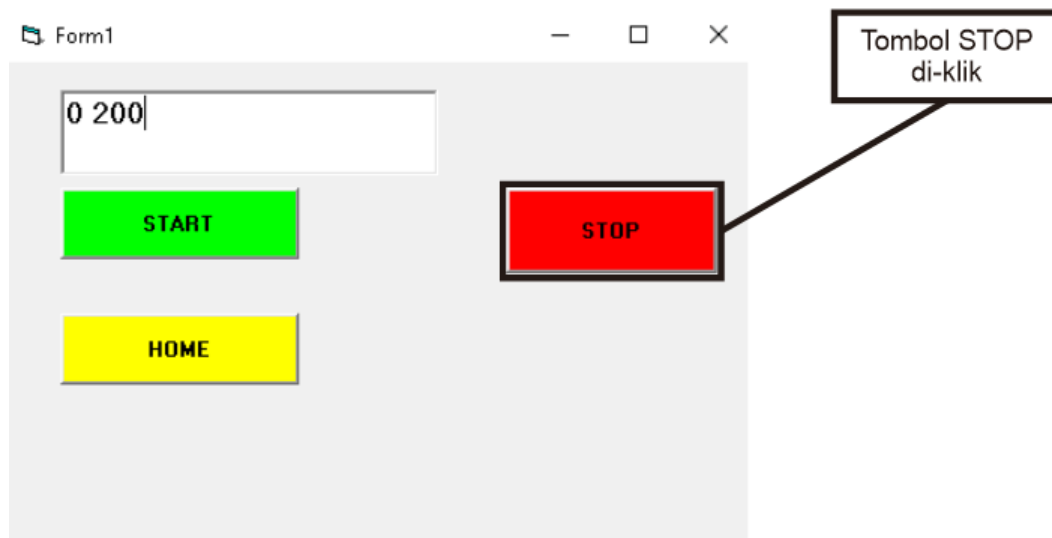 Form1
Tombol STOP
di-klik
0 200
START
STOP
HOME